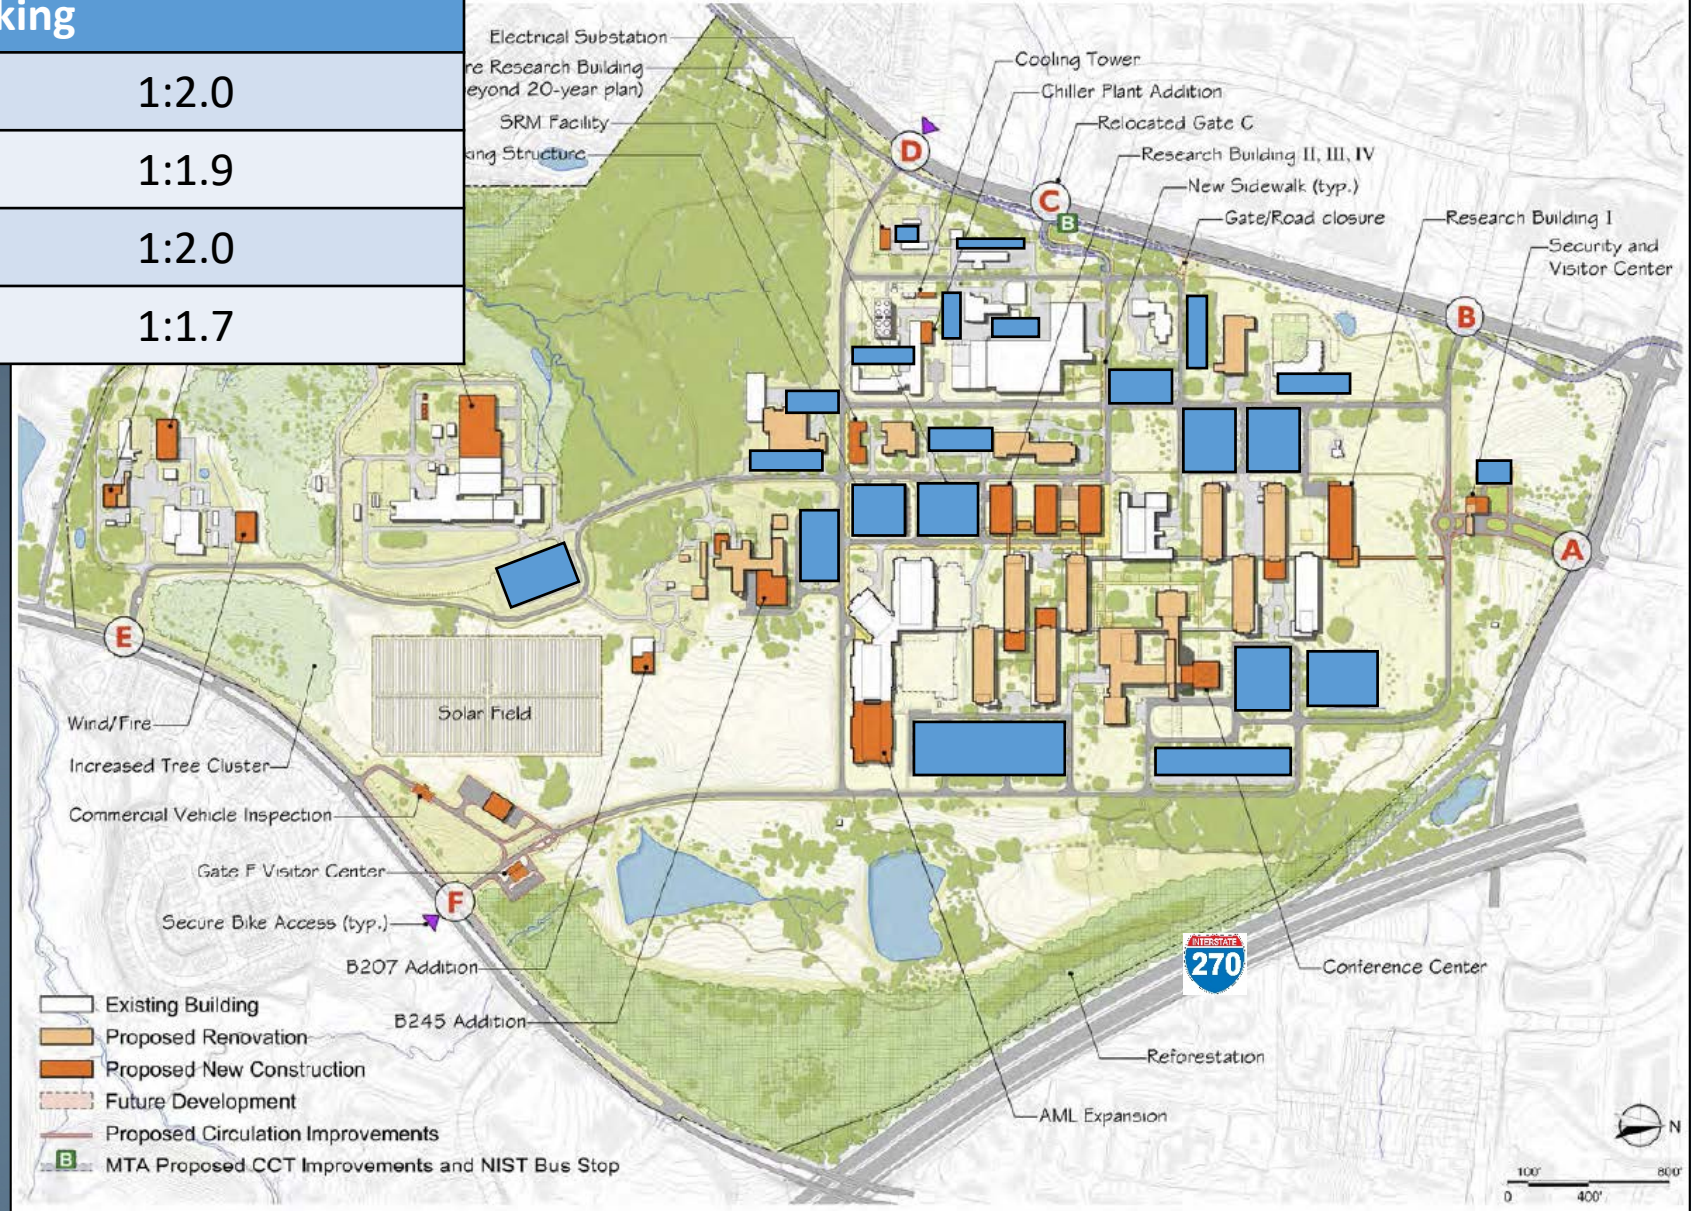 king
1:2.0
1:1.9
1:2.0
1:1.7
Electrical Substation
re Research Building
eyond 20-year plan)
SRM Facility
king Structure
Cooling Tower
Chiller Plant Addition
Relocated Gate C
Research Building II, III, IV
New Sidewalk (typ.)
Gate/Road closure
Research Building I
Security and
Visitor Center
D
C
B
B
A
E
F
Solar Field
Wind/Fire
Increased Tree Cluster
Commercial Vehicle Inspection
Gate F Visitor Center
Secure Bike Access (typ.)
B207 Addition
B245 Addition
INTERSTATE
270
Conference Center
Reforestation
AML Expansion
Existing Building
Proposed Renovation
Proposed New Construction
Future Development
Proposed Circulation Improvements
B MTA Proposed CCT Improvements and NIST Bus Stop
N
100' 800'
0 400'